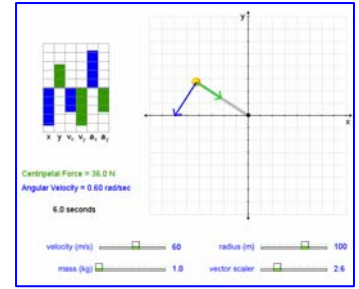 y
x
x y vx vy ax ay
Centripetal Force = 36.0 N
Angular Velocity = 0.60 rad/sec
6.0 seconds
velocity (m/s) 60 radius (m) 100
mass (kg) 1.0 vector scaler 2.6